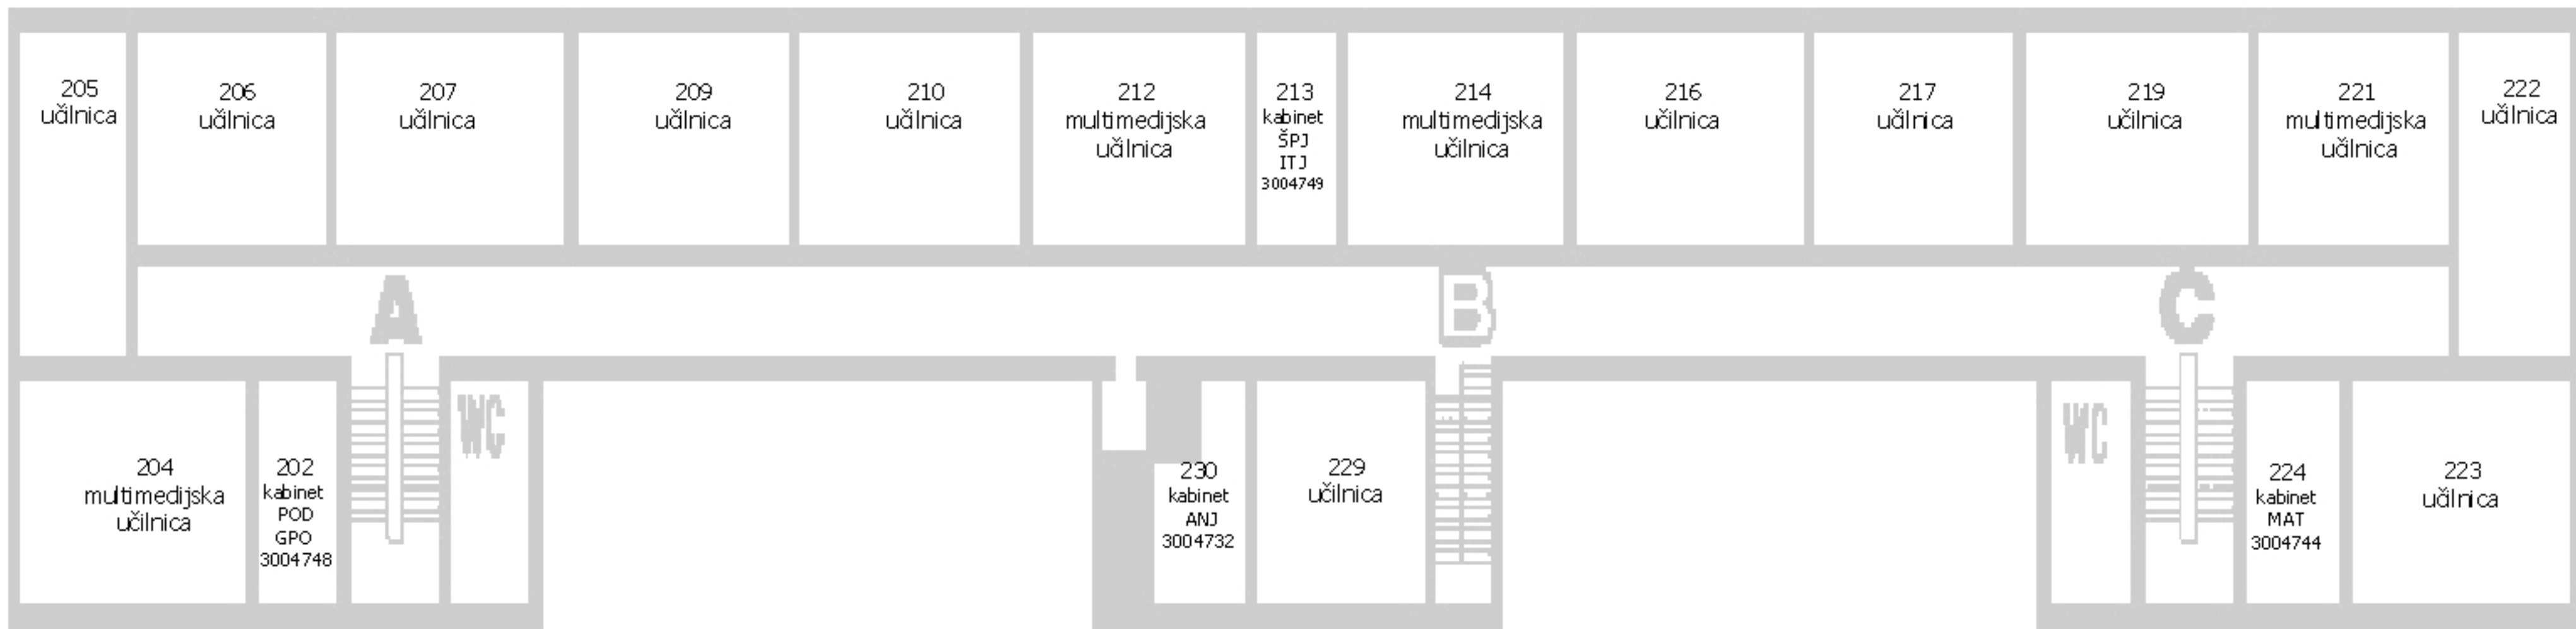 205
učilnica
206
učilnica
207
učilnica
209
učilnica
210
učilnica
212
multimedijska
učilnica
213
kabinet
ŠPJ
ITJ
3004749
214
multimedijska
učilnica
216
učilnica
217
učilnica
219
učilnica
221
multimedijska
učilnica
222
učilnica
A
B
C
204
multimedijska
učilnica
202
kabinet
POD
GPO
3004748
WC
230
kabinet
ANJ
3004732
229
učilnica
WC
224
kabinet
MAT
3004744
223
učilnica